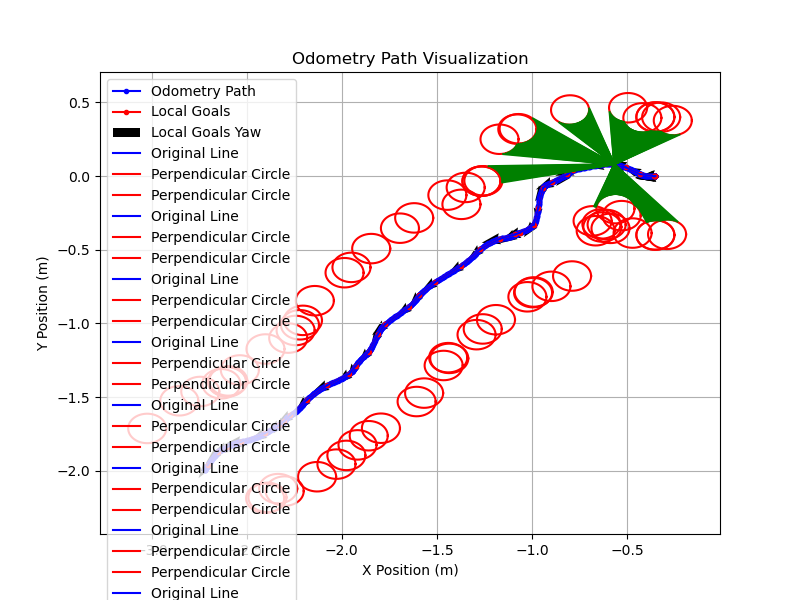 Odometry Path Visualization
Odometry Path
Local Goals
Local Goals Yaw
Original Line
Perpendicular Circle
Perpendicular Circle
Original Line
Perpendicular Circle
Perpendicular Circle
Original Line
Perpendicular Circle
Perpendicular Circle
Original Line
Perpendicular Circle
Perpendicular Circle
Original Line
Perpendicular Circle
Perpendicular Circle
Original Line
Perpendicular Circle
Perpendicular Circle
Original Line
Perpendicular Circle
Perpendicular Circle
Original Line
Y Position (m)
0.5
0.0
−0.5
−1.0
−1.5
−2.0
−2.0
−1.5
−1.0
−0.5
X Position (m)